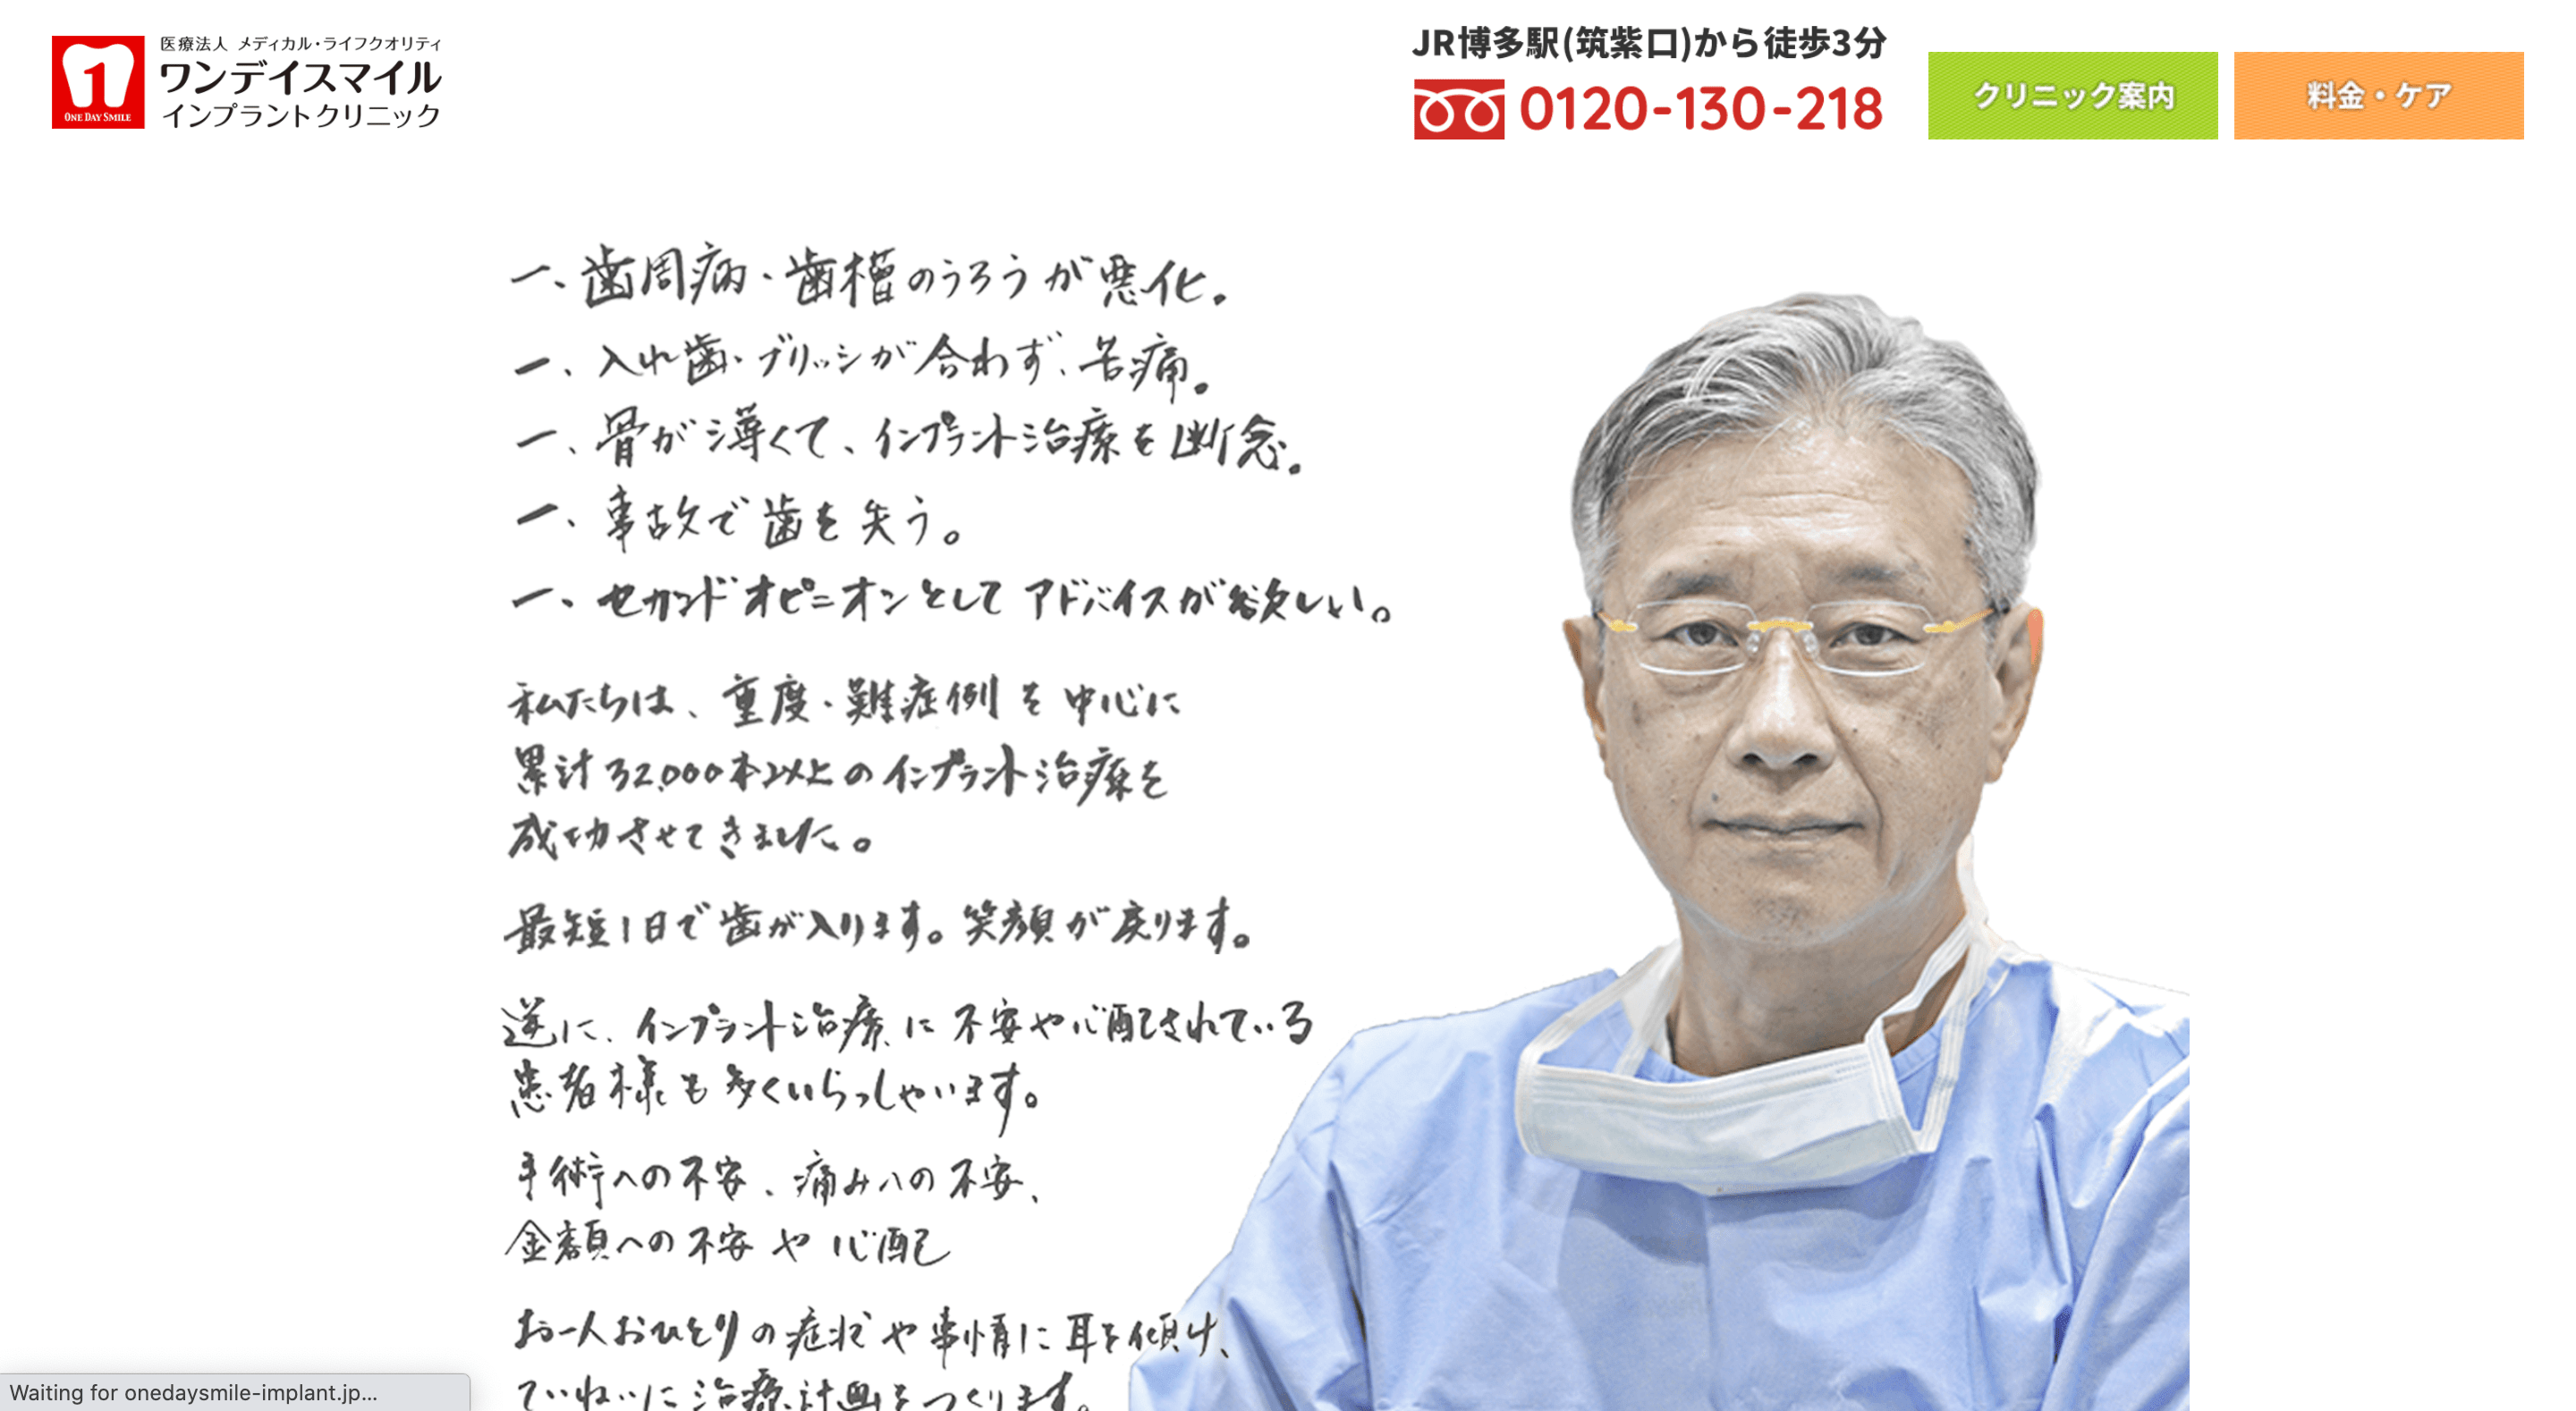 医療法人 メディカル・ライフクオリティ
ワンデイスマイル
インプラントクリニック
1
ONE DAY SMILE
JR博多駅(筑紫口)から徒歩3分
0120-130-218
クリニック案内
料金・ケア
一、歯周病・歯槽のうろうが悪化。
一、入れ歯・ブリッジが合わず、苦痛。
一、骨が薄くて、インプラント治療を断念。
一、事故で歯を失う。
一、セカンドオピニオンとしてアドバイスが欲しい。
私たちは、重度・難症例を中心に
累計32,000本以上のインプラント治療を
成功させてきました。
最短1日で歯が入ります。笑顔が戻ります。
逆に、インプラント治療に不安や心配されている
患者様も多くいらっしゃいます。
手術への不安、痛みへの不安、
金額への不安や心配
お一人おひとりの症状や事情に耳を傾け、
ていねいに治療計画をつくります。
Waiting for onedaysmile-implant.jp...